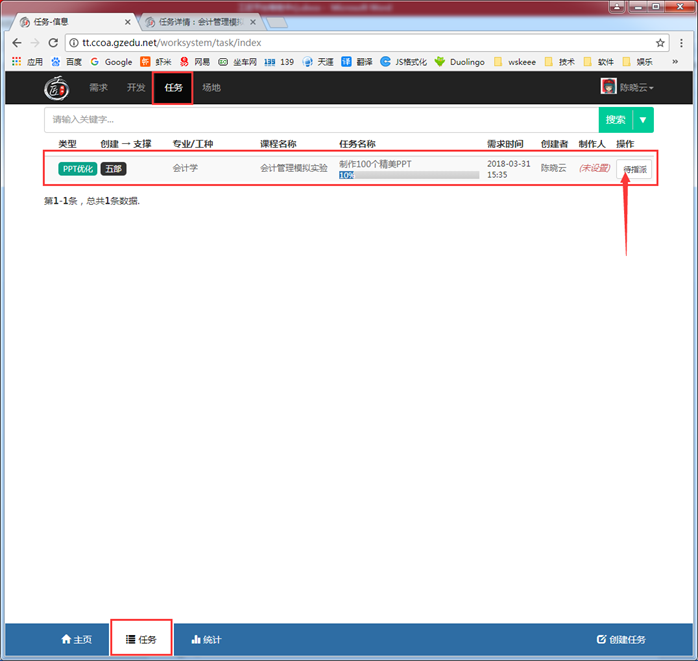 任务-信息
任务详情：会计管理模拟
tt.ccoa.gzedu.net/worksystem/task/index
应用 百度 Google 虾米 网易 坐车网 139 天涯 翻译 JS格式化 Duolingo wskeee 技术 软件 娱乐 »
需求 开发 任务 场地 陈晓云
请输入关键字... 搜索
类型 创建 → 支撑 专业/工种 课程名称 任务名称 需求时间 创建者 制作人 操作
PPT优化 五部 会计学 会计管理模拟实验 制作100个精美PPT 10% 2018-03-31 15:35 陈晓云 (未设置) 待指派
第1-1条，总共1条数据.
主页 任务 统计 创建任务